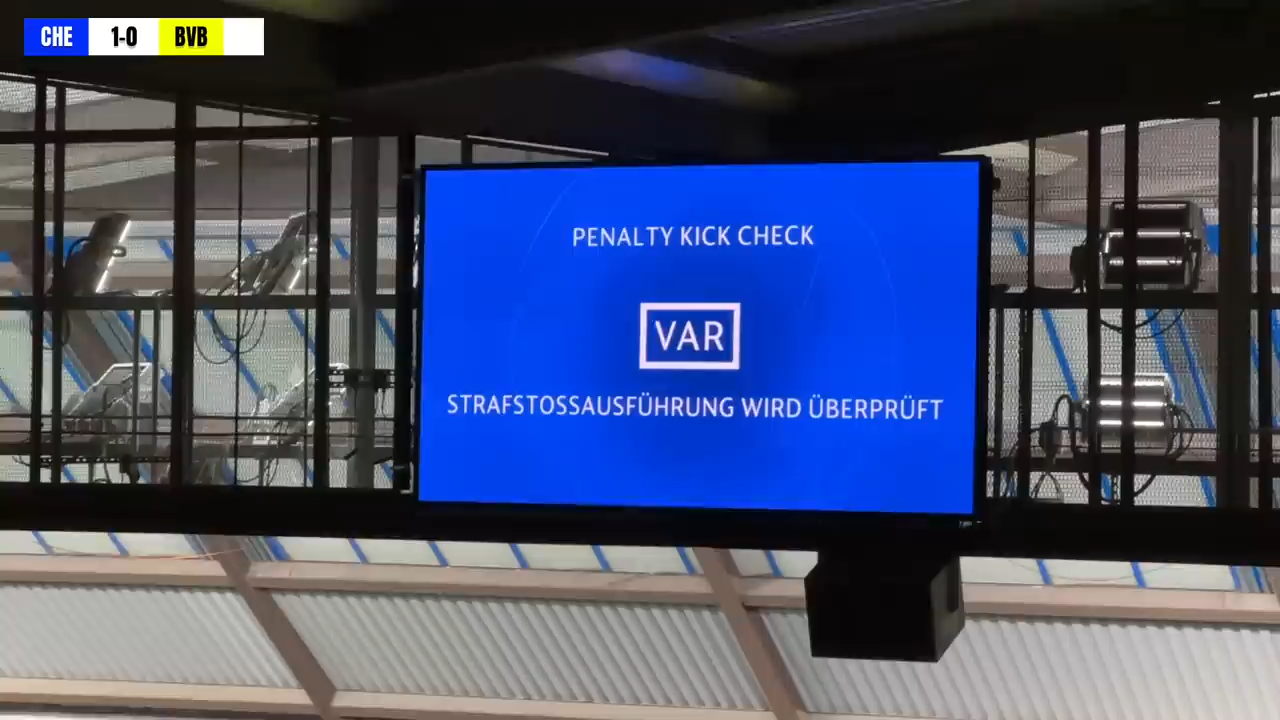 CHE 1-0 BVB
PENALTY KICK CHECK
VAR
STRAFSTOSSAUSFÜHRUNG WIRD ÜBERPRÜFT